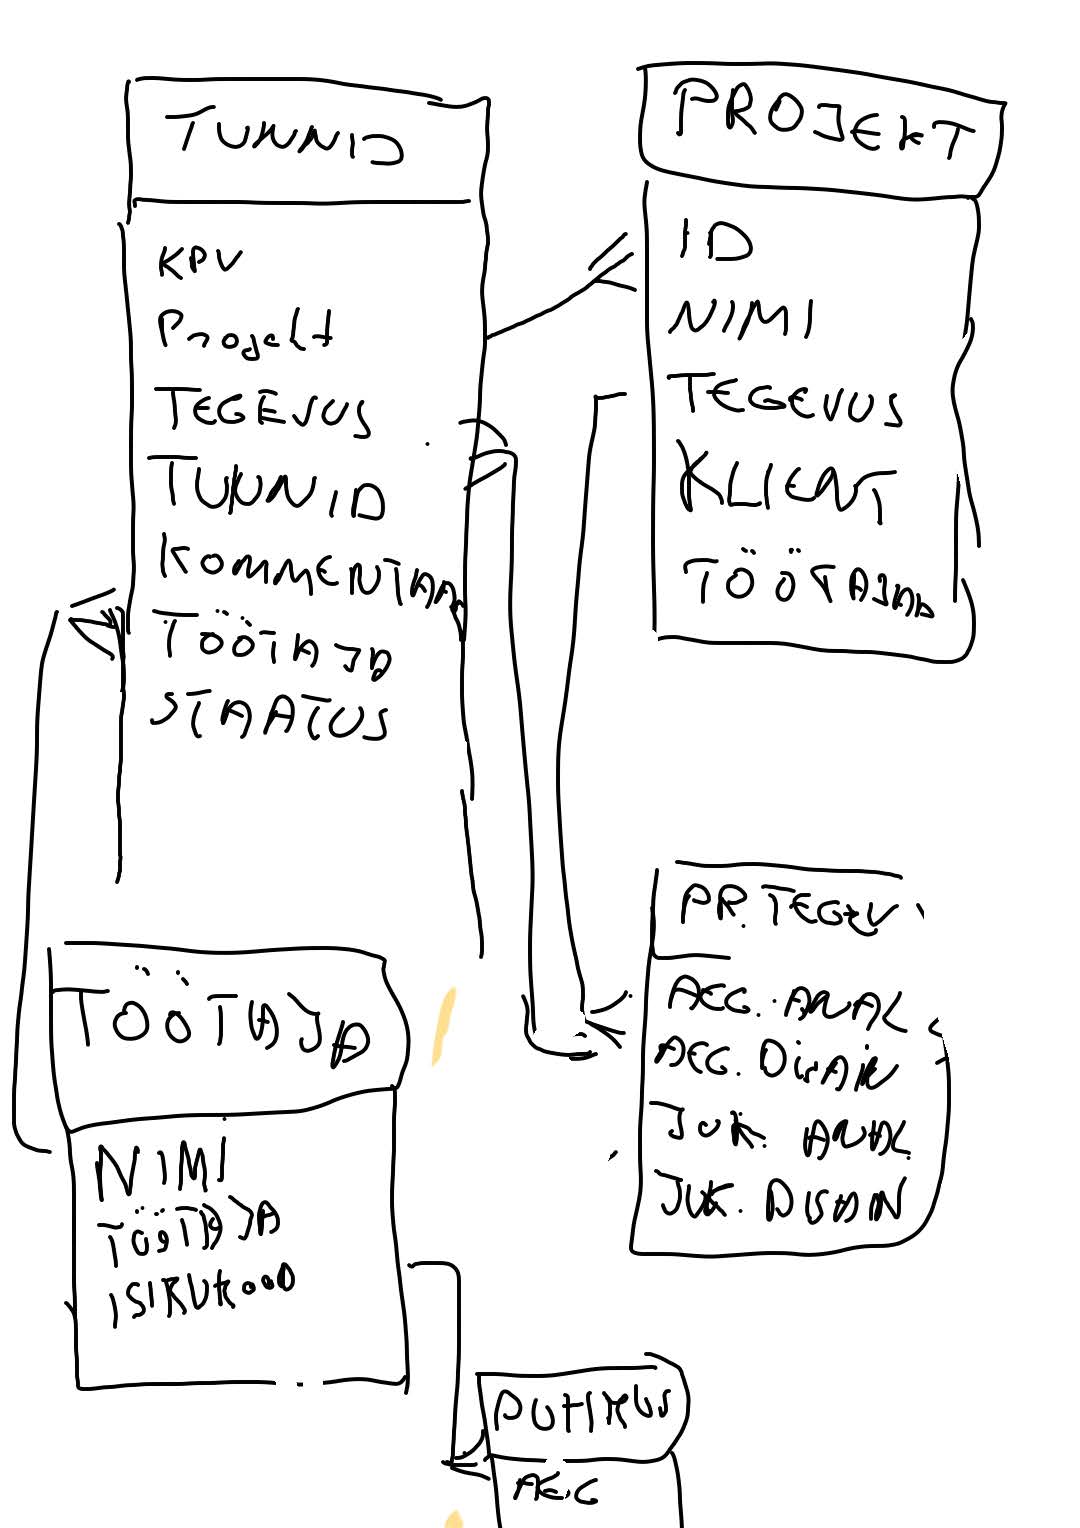 TUNNID
KPV
Projekt
TEGEVUS
TUNNID
KOMMENTAAR
TÖÖTAJA
STAATUS
PROJEKT
ID
NIMI
TEGEVUS
KLIENT
TÖÖTAJAD
PR. TEGEV
AEG. ANAL
AEG. DISAIN
JUK. ANAL
JUK. DISAIN
TÖÖTAJA
NIMI
TÖÖTAJA
ISIKUKOOD
PUHKUS
AEG